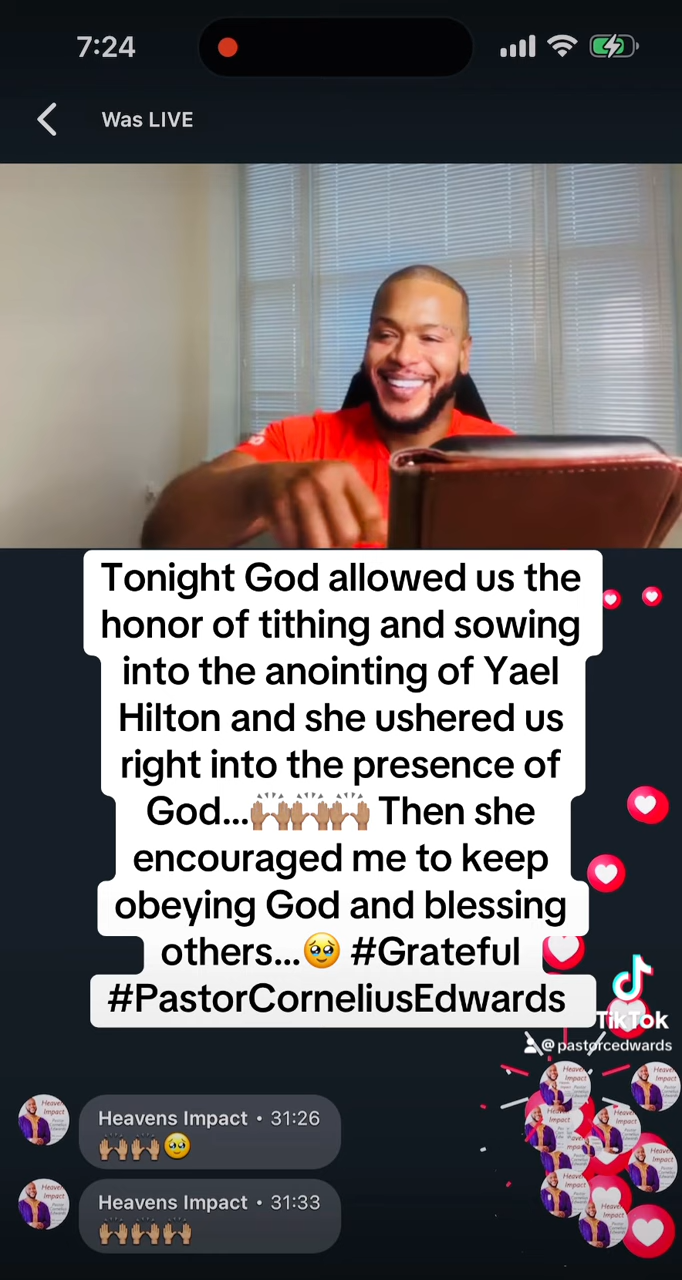 7:24
Was LIVE
Tonight God allowed us the
honor of tithing and sowing
into the anointing of Yael
Hilton and she ushered us
right into the presence of
God...🙌🏽🙌🏽🙌🏽 Then she
encouraged me to keep
obeying God and blessing
others...🥹 #Grateful
#PastorCorneliusEdwards
TikTok
@pastorcedwards
Heavens Impact • 31:26
🙌🏽🙌🏽🥹
Heavens Impact • 31:33
🙌🏽🙌🏽🙌🏽